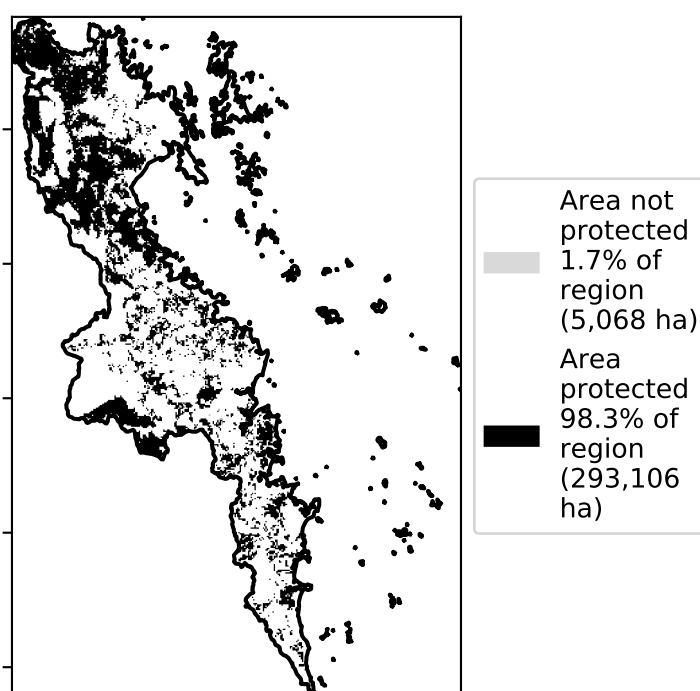 Area not
protected
1.7% of
region
(5,068 ha)
Area
protected
98.3% of
region
(293,106
ha)